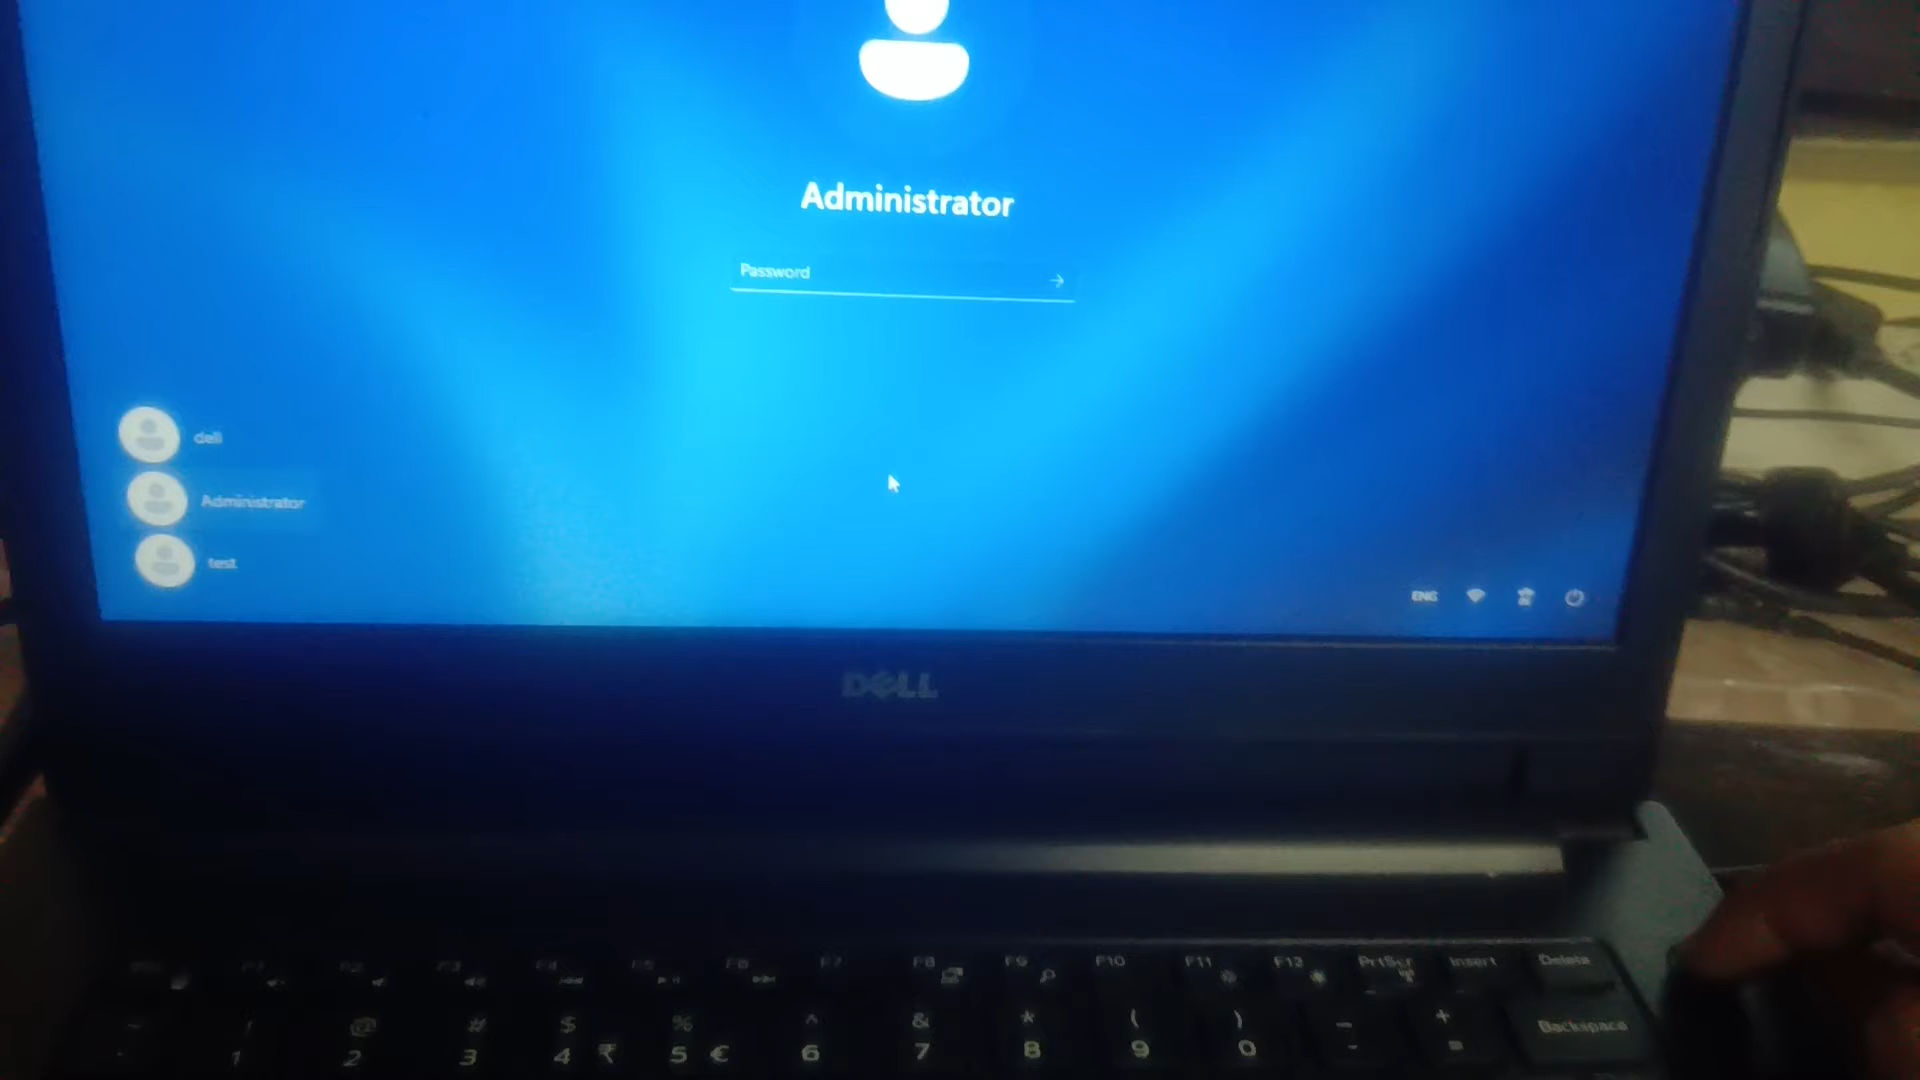 Administrator
Password
dell
Administrator
test
ENG
DELL
F8 F9 F10 F11 F12 PrtScr Insert Delete
! @ # $ % ^ & * ( ) _ +
1 2 3 4 ₹ 5 € 6 7 8 9 0 - = Backspace